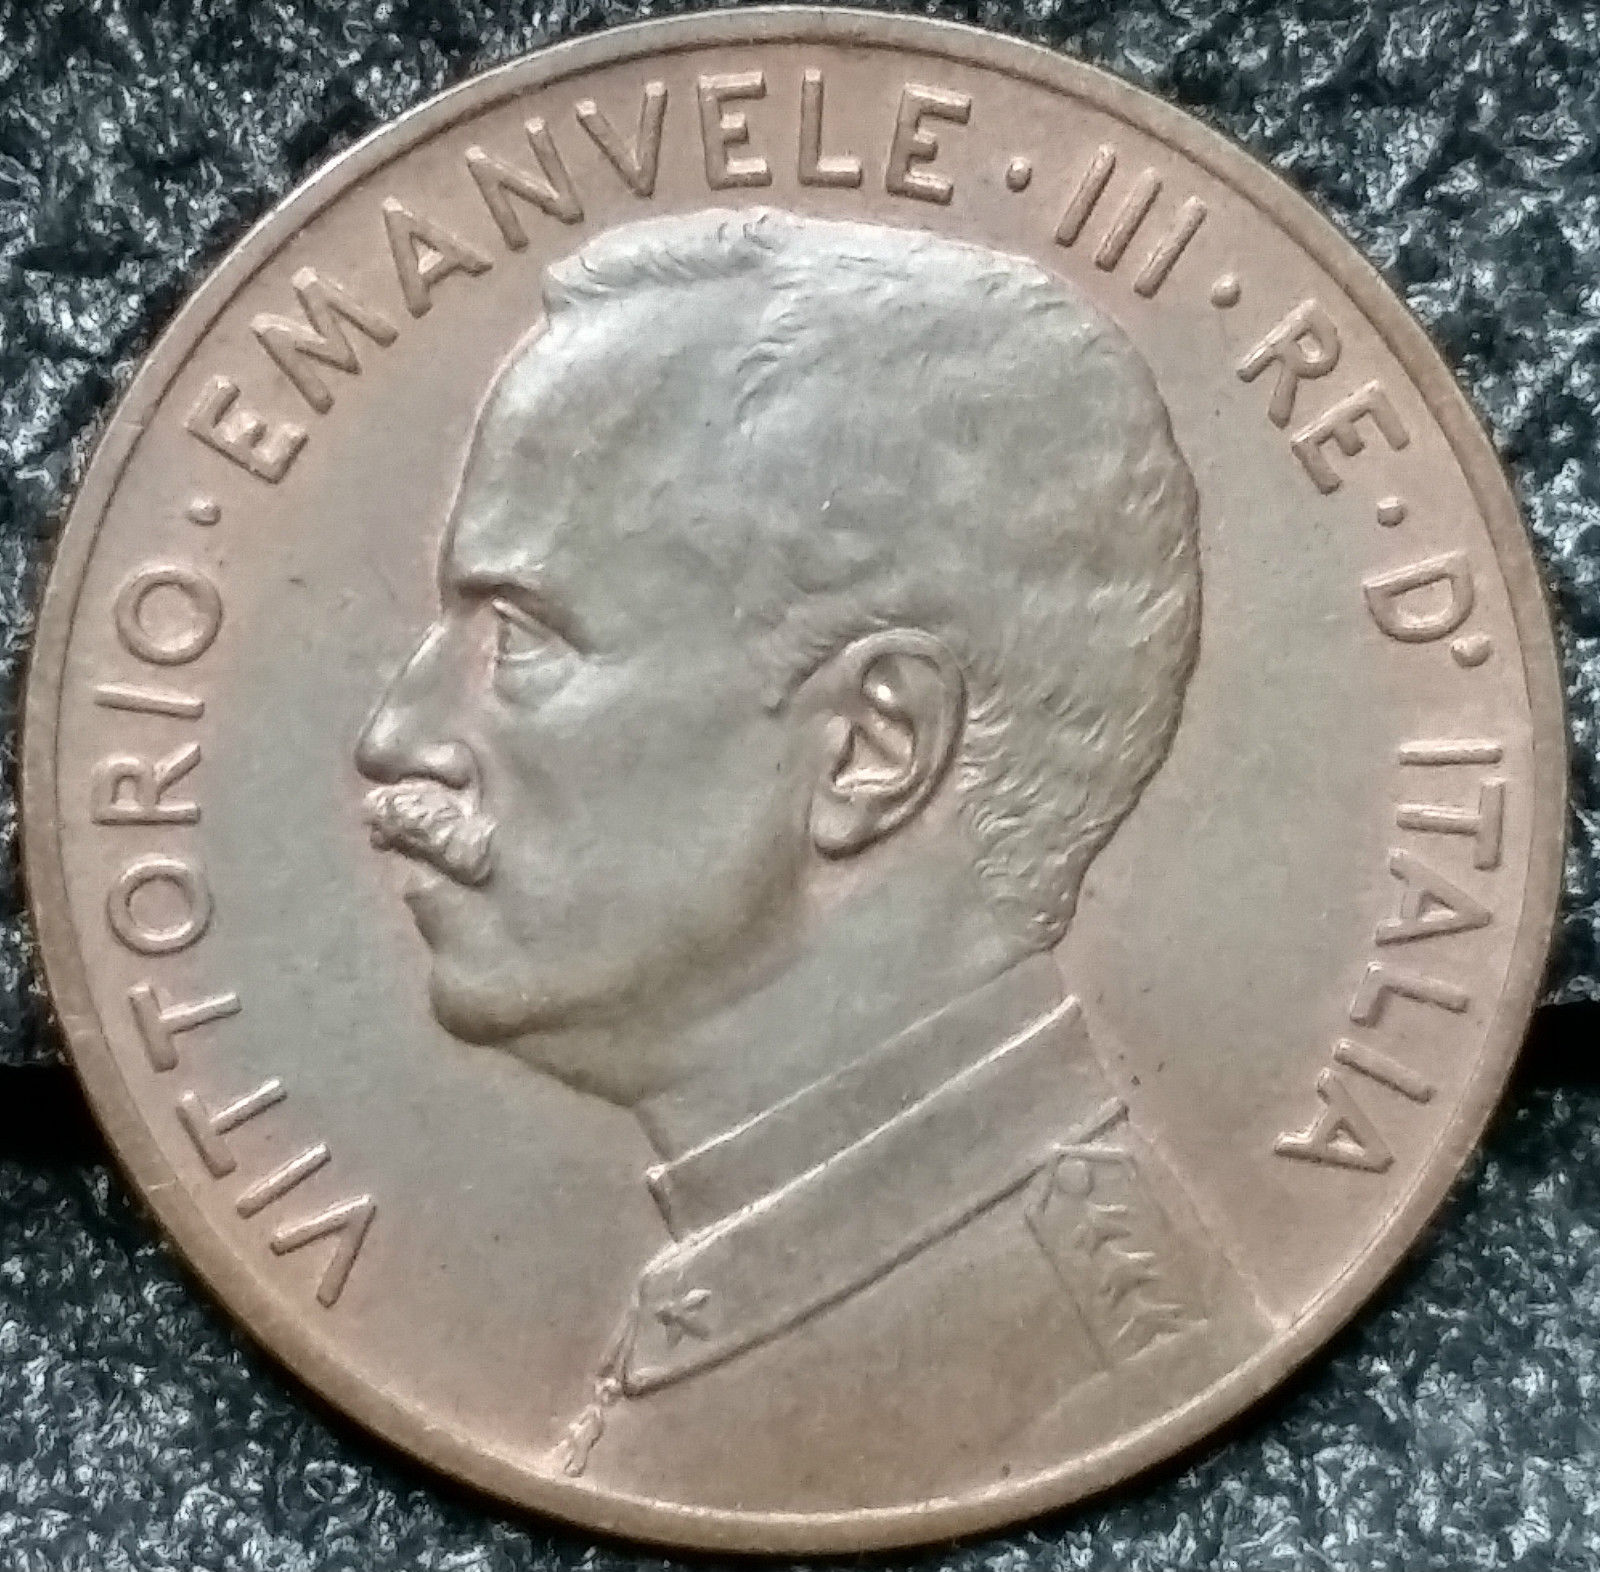 VITTORIO · EMANVELE · III · RE · D' ITALIA